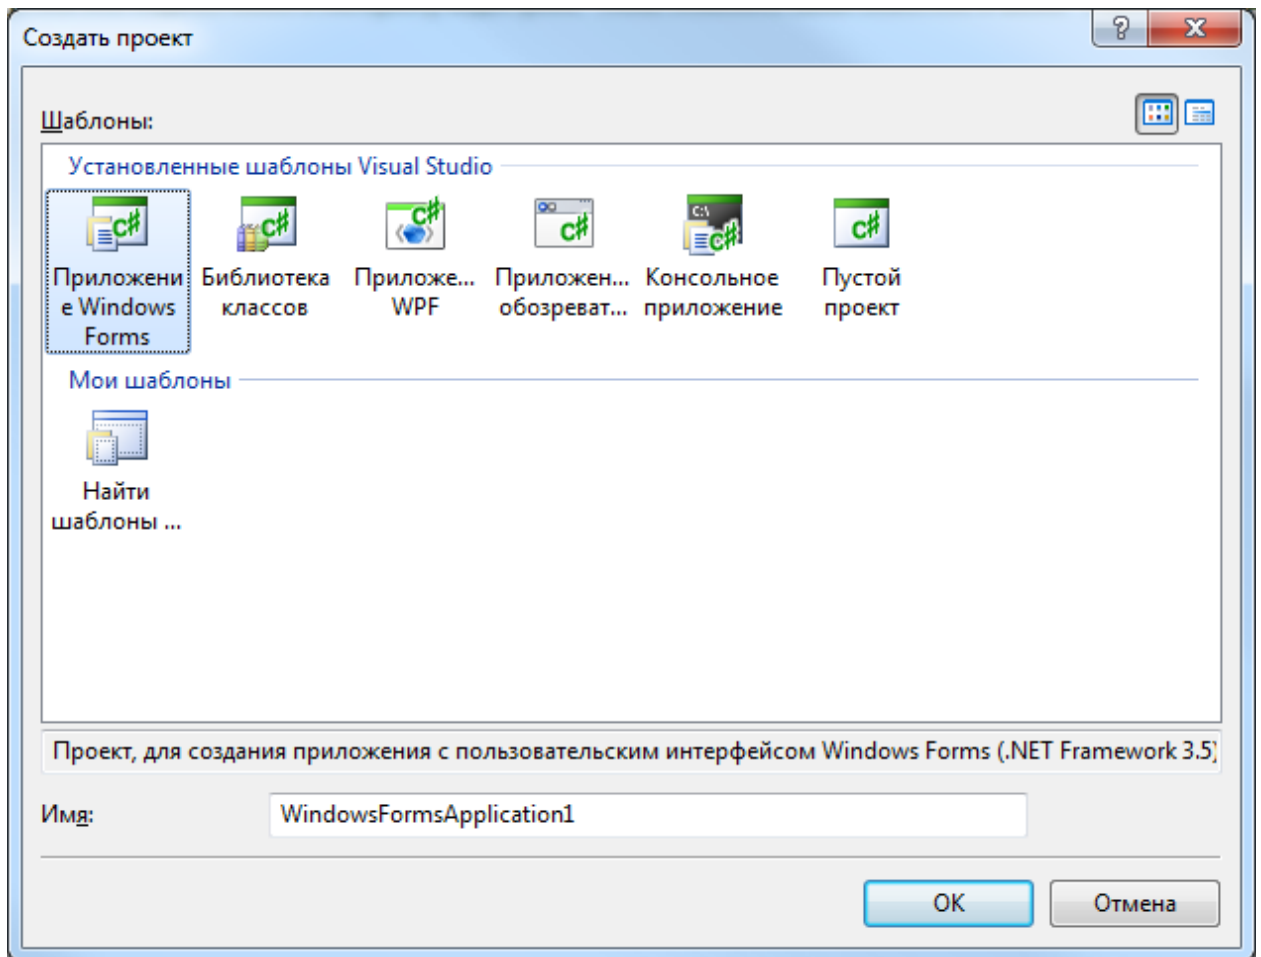 Создать проект
Шаблоны:
Установленные шаблоны Visual Studio
Приложени
е Windows
Forms
Библиотека
классов
Приложе...
WPF
Приложен...
обозреват...
Консольное
приложение
Пустой
проект
Мои шаблоны
Найти
шаблоны ...
Проект, для создания приложения с пользовательским интерфейсом Windows Forms (.NET Framework 3.5)
Имя:
WindowsFormsApplication1
ОК
Отмена